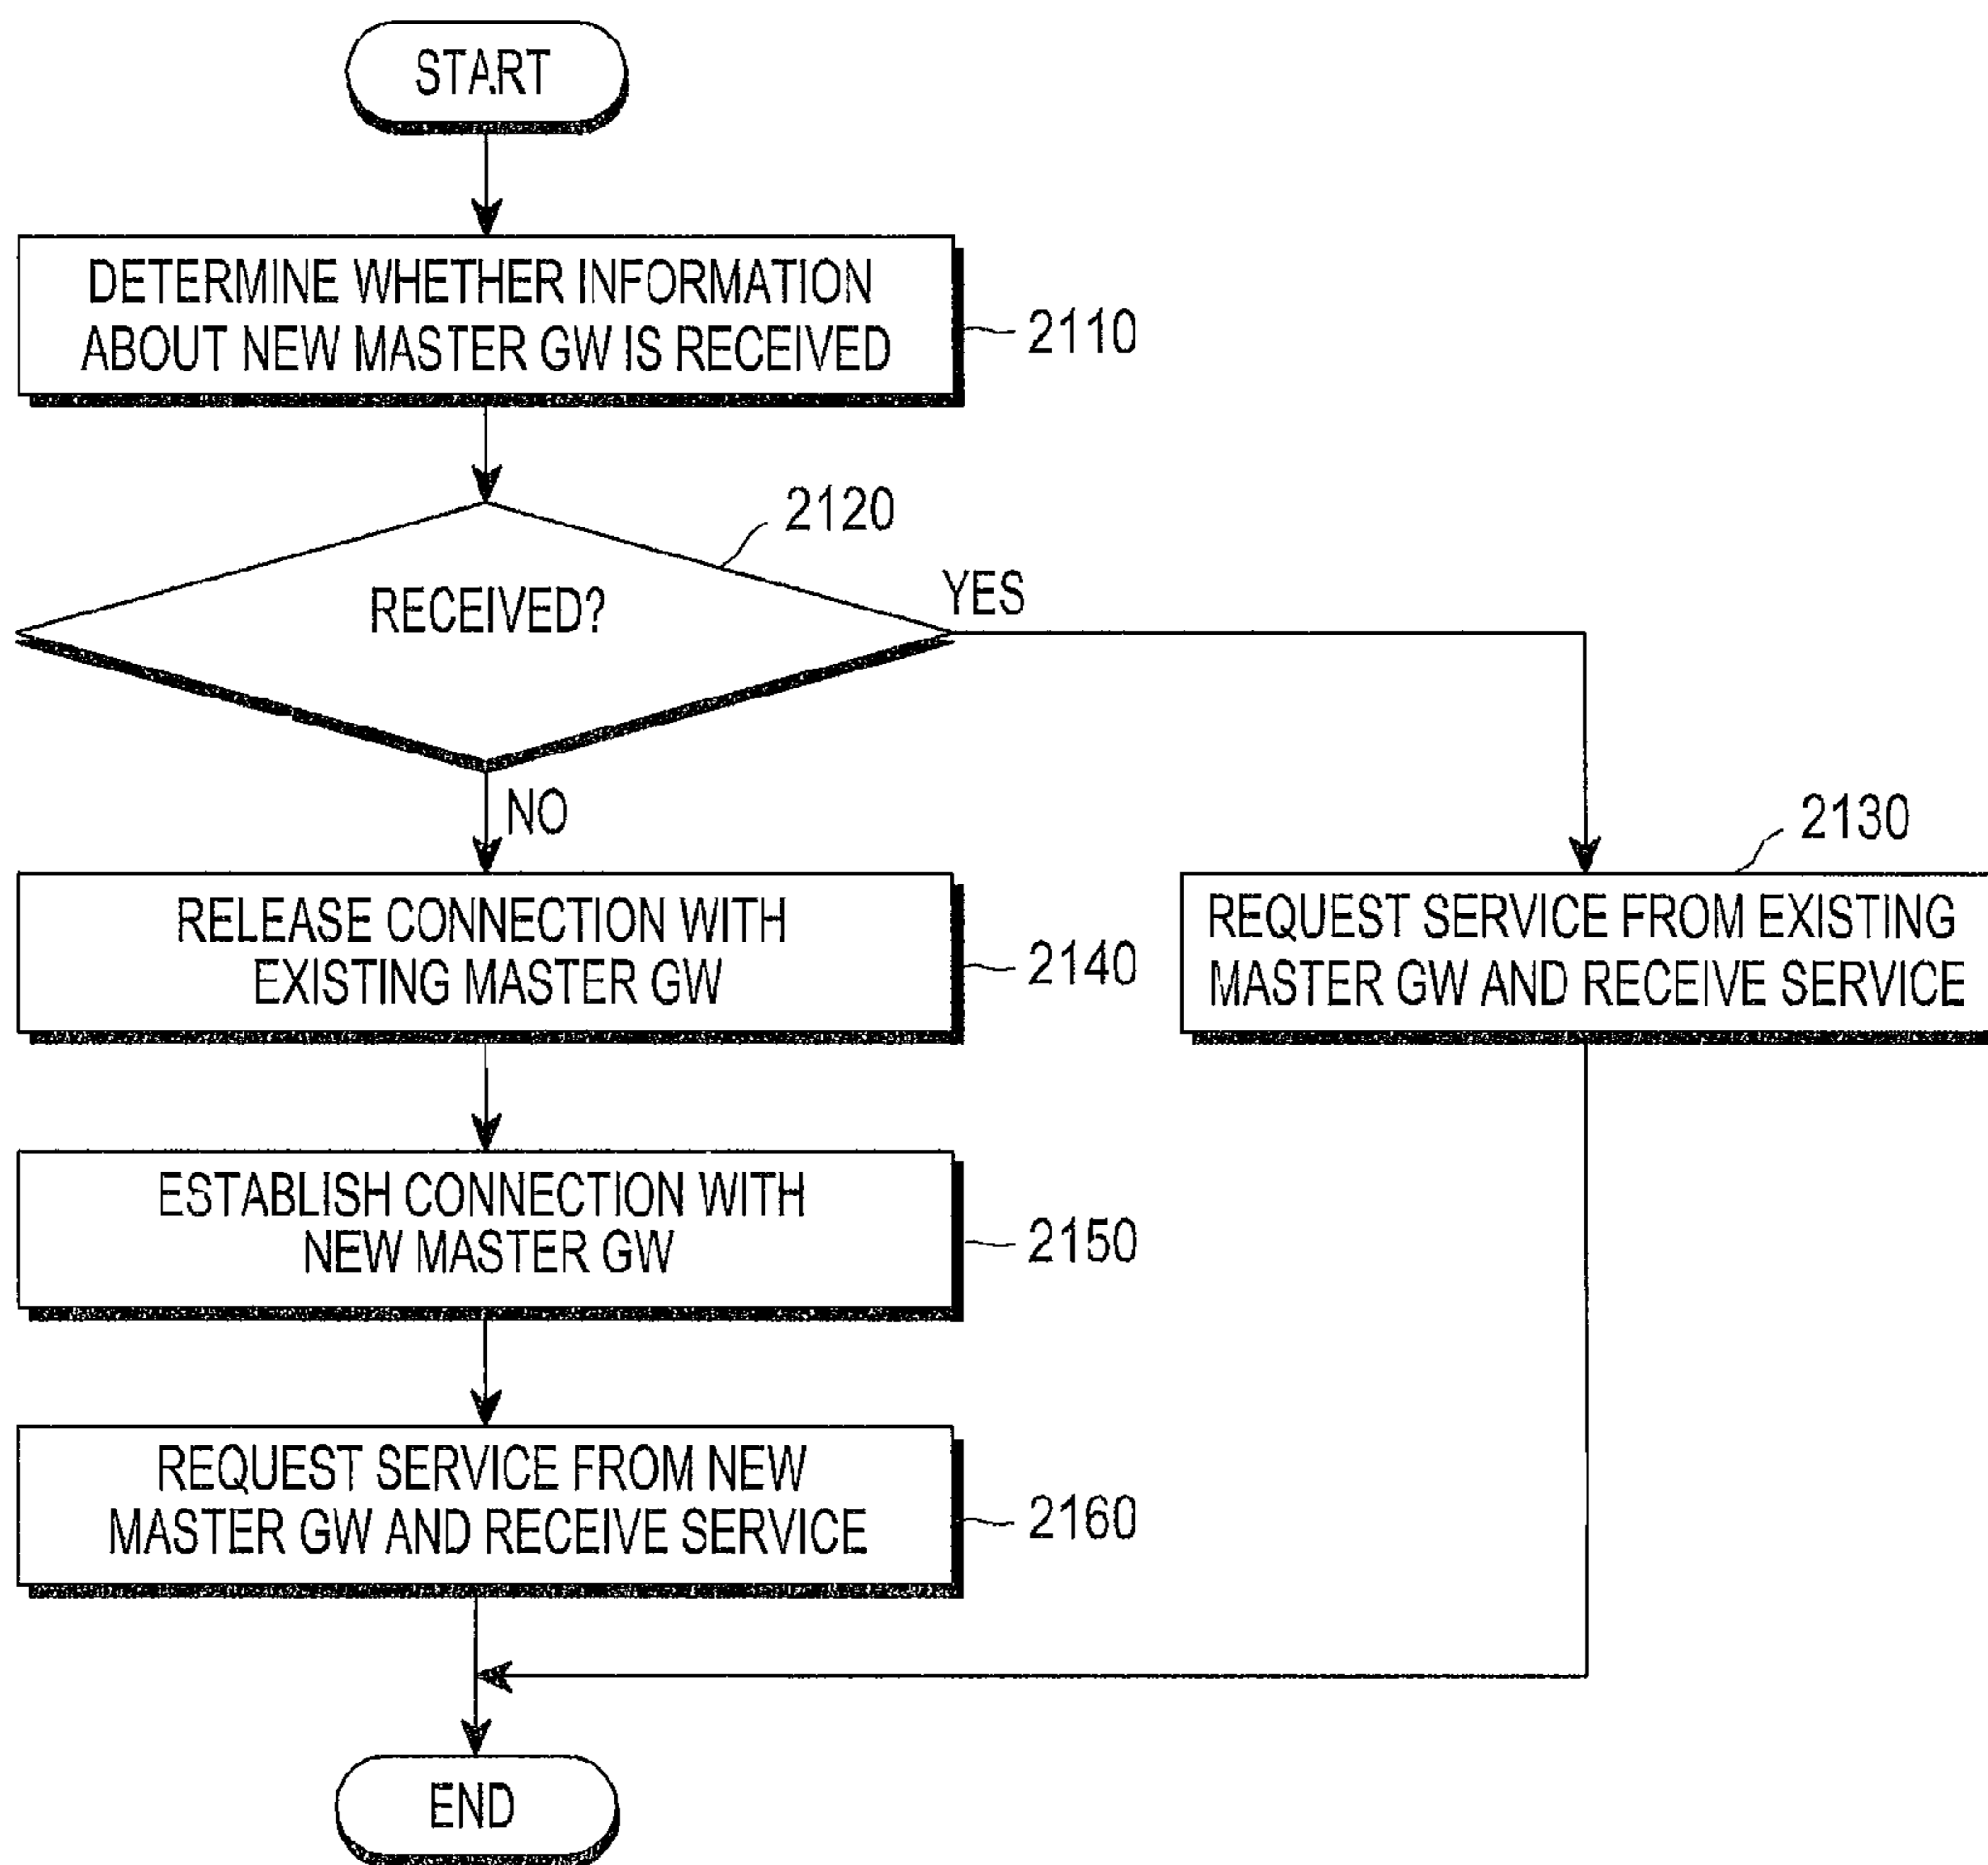 START
DETERMINE WHETHER INFORMATION
ABOUT NEW MASTER GW IS RECEIVED
2110
2120
RECEIVED?
YES
NO
2130
RELEASE CONNECTION WITH
EXISTING MASTER GW
2140
REQUEST SERVICE FROM EXISTING
MASTER GW AND RECEIVE SERVICE
ESTABLISH CONNECTION WITH
NEW MASTER GW
2150
REQUEST SERVICE FROM NEW
MASTER GW AND RECEIVE SERVICE
2160
END